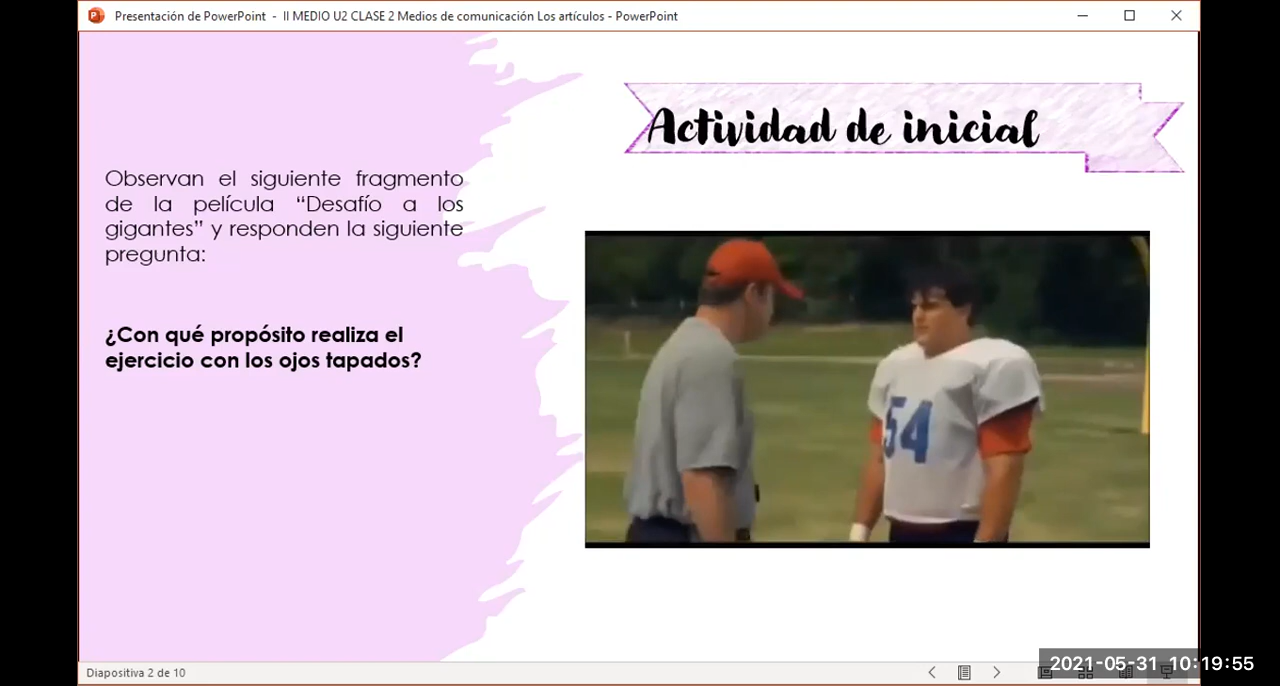 Presentación de PowerPoint - II MEDIO U2 CLASE 2 Medios de comunicación Los artículos - PowerPoint
Actividad de inicial
Observan el siguiente fragmento
de la película “Desafío a los
gigantes” y responden la siguiente
pregunta:
¿Con qué propósito realiza el
ejercicio con los ojos tapados?
54
Diapositiva 2 de 10
2021-05-31 10:19:55